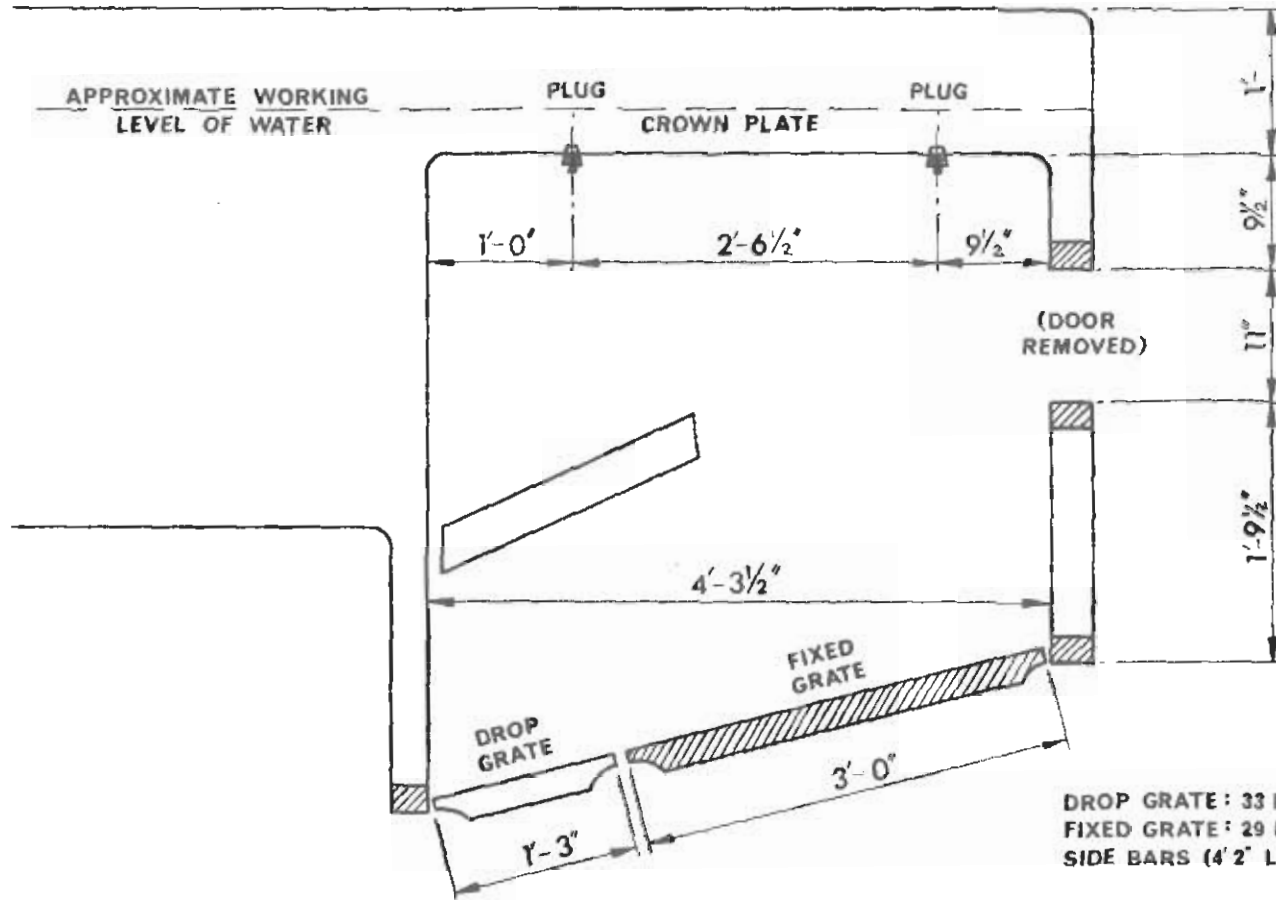 APPROXIMATE WORKING
LEVEL OF WATER
PLUG
PLUG
CROWN PLATE
1'-
1'-0"
2'-6½"
9½"
9½"
(DOOR
REMOVED)
11"
1'-9½"
4'-3½"
FIXED
GRATE
DROP
GRATE
3'-0"
1'-3"
DROP GRATE: 33
FIXED GRATE: 29
SIDE BARS (4'2"